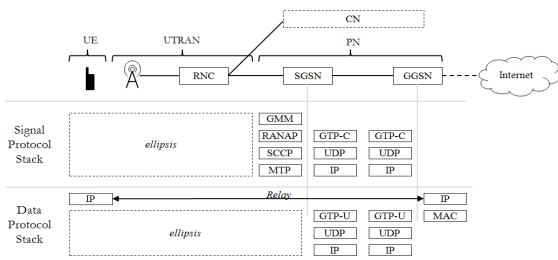 CN
UE
UTRAN
PN
RNC
SGSN
GGSN
Internet
Signal
Protocol
Stack
ellipsis
GMM
RANAP
SCCP
MTP
GTP-C
UDP
IP
GTP-C
UDP
IP
Data
Protocol
Stack
IP
Relay
IP
ellipsis
GTP-U
UDP
IP
GTP-U
UDP
IP
MAC